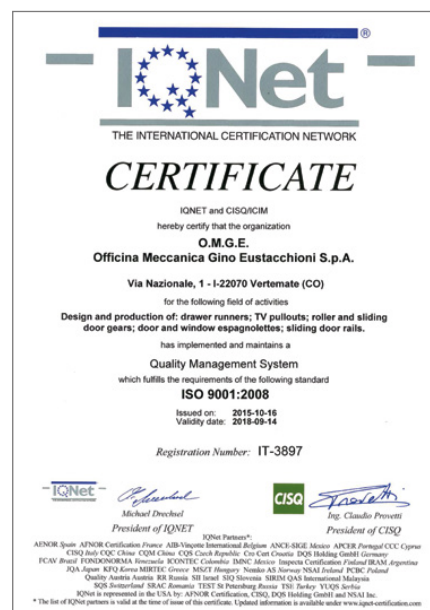 IQNet
®
THE INTERNATIONAL CERTIFICATION NETWORK
CERTIFICATE
IQNET and CISQ/ICIM
hereby certify that the organization
O.M.G.E.
Officina Meccanica Gino Eustacchioni S.p.A.
Via Nazionale, 1 - I-22070 Vertemate (CO)
for the following field of activities
Design and production of: drawer runners; TV pullouts; roller and sliding
door gears; door and window espagnolettes; sliding door rails.
has implemented and maintains a
Quality Management System
which fulfills the requirements of the following standard
ISO 9001:2008
Issued on: 2015-10-16
Validity date: 2018-09-14
Registration Number: IT-3897
IQNet
CISQ
Michael Drechsel
Ing. Claudio Provetti
President of IQNET
President of CISQ
IQNet Partners*:
AENOR Spain AFNOR Certification France AIB-Vinçotte International Belgium ANCE-SIGE Mexico APCER Portugal CCC Cyprus
CISQ Italy CQC China CQM China CQS Czech Republic Cro Cert Croatia DQS Holding GmbH Germany
FCAV Brazil FONDONORMA Venezuela ICONTEC Colombia IMNC Mexico Inspecta Certification Finland IRAM Argentina
JQA Japan KFQ Korea MIRTEC Greece MSZT Hungary Nemko AS Norway NSAI Ireland PCBC Poland
Quality Austria Austria RR Russia SII Israel SIQ Slovenia SIRIM QAS International Malaysia
SQS Switzerland SRAC Romania TEST St Petersburg Russia TSE Turkey YUQS Serbia
IQNet is represented in the USA by: AFNOR Certification, CISQ, DQS Holding GmbH and NSAI Inc.
* The list of IQNet partners is valid at the time of issue of this certificate. Updated information is available under www.iqnet-certification.com